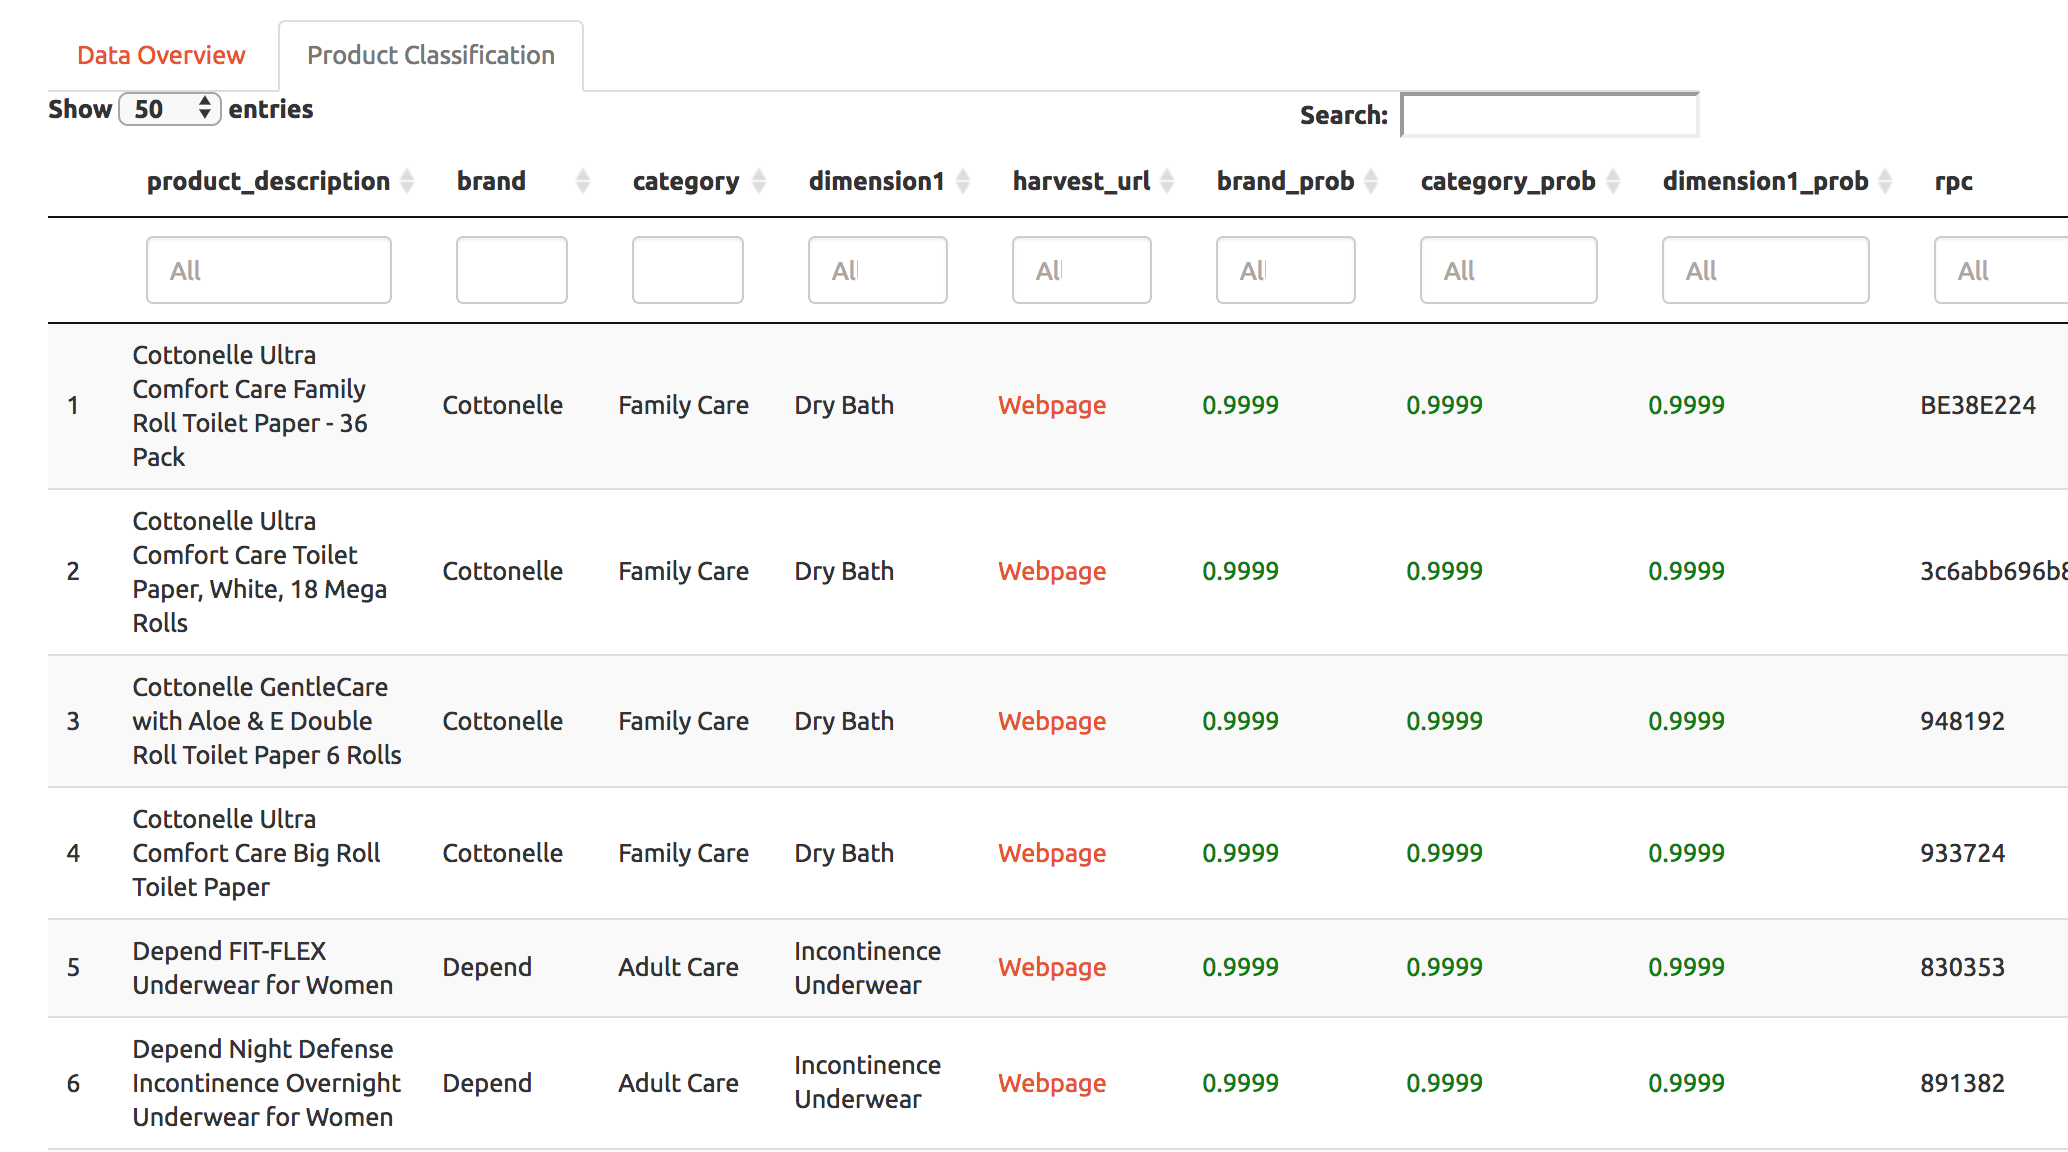 Data Overview Product Classification
Show 50 entries Search:
product_description brand category dimension1 harvest_url brand_prob category_prob dimension1_prob rpc
All All All All All All All
Cottonelle Ultra
Comfort Care Family
1 Roll Toilet Paper - 36 Cottonelle Family Care Dry Bath Webpage 0.9999 0.9999 0.9999 BE38E224
Pack
Cottonelle Ultra
Comfort Care Toilet
2 Paper, White, 18 Mega Cottonelle Family Care Dry Bath Webpage 0.9999 0.9999 0.9999 3c6abb696b8
Rolls
Cottonelle GentleCare
3 with Aloe & E Double Cottonelle Family Care Dry Bath Webpage 0.9999 0.9999 0.9999 948192
Roll Toilet Paper 6 Rolls
Cottonelle Ultra
4 Comfort Care Big Roll Cottonelle Family Care Dry Bath Webpage 0.9999 0.9999 0.9999 933724
Toilet Paper
5 Depend FIT-FLEX Depend Adult Care Incontinence Webpage 0.9999 0.9999 0.9999 830353
Underwear for Women Underwear
Depend Night Defense Incontinence
6 Incontinence Overnight Depend Adult Care Underwear Webpage 0.9999 0.9999 0.9999 891382
Underwear for Women